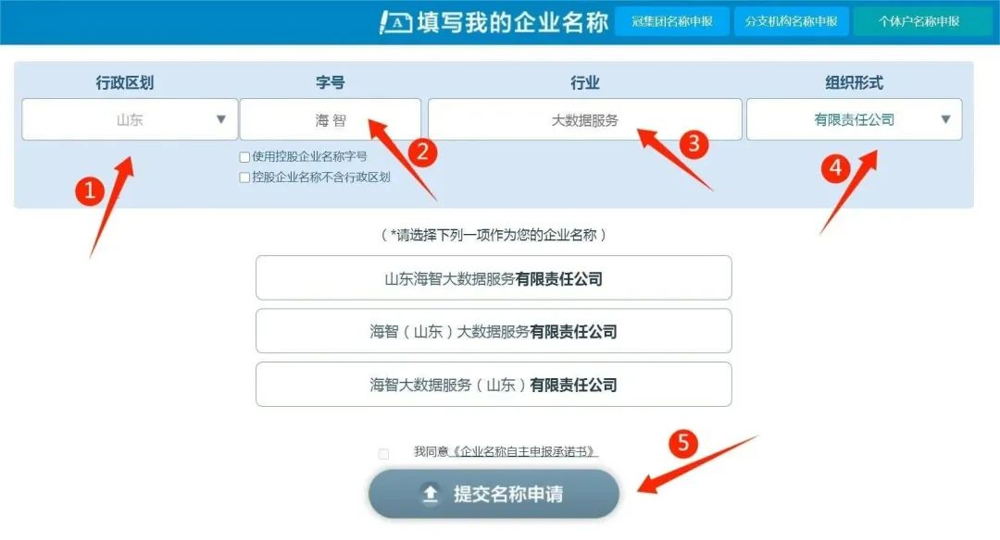 填写我的企业名称 冠集团名称申报 分支机构名称申报 个体户名称申报
行政区划 字号 行业 组织形式
山东 海 智 大数据服务 有限责任公司
使用控股企业名称字号
控股企业名称不含行政区划
1 2 3 4
（ *请选择下列一项作为您的企业名称 ）
山东海智大数据服务有限责任公司
海智（山东）大数据服务有限责任公司
海智大数据服务（山东）有限责任公司
我同意《企业名称自主申报承诺书》
5
提交名称申请